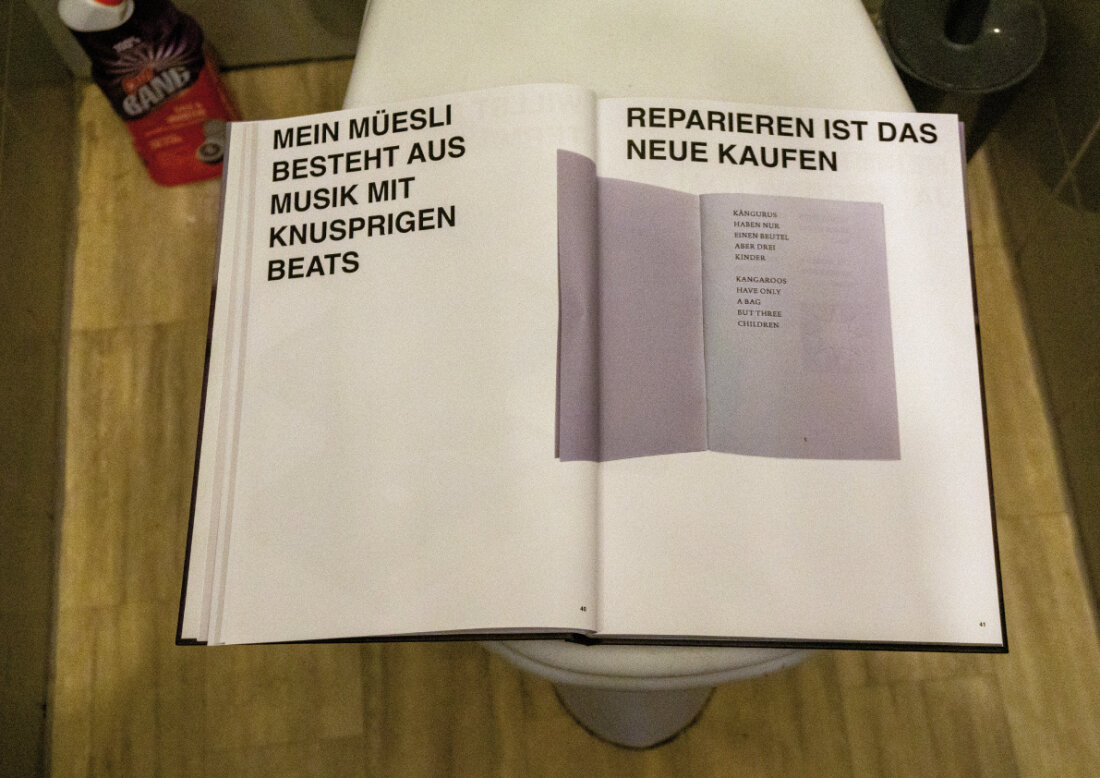 100%
BANG
MEIN MÜESLI
BESTEHT AUS
MUSIK MIT
KNUSPRIGEN
BEATS
40
REPARIEREN IST DAS
NEUE KAUFEN
KÄNGURUS
HABEN NUR
EINEN BEUTEL
ABER DREI
KINDER
KANGAROOS
HAVE ONLY
A BAG
BUT THREE
CHILDREN
41